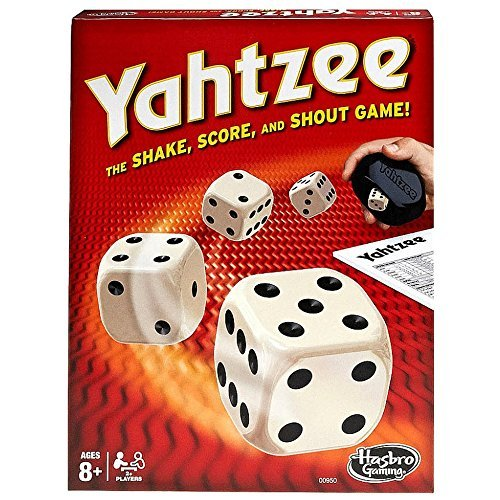 Yahtzee
THE SHAKE, SCORE, AND SHOUT GAME!
Yahtzee
Yahtzee
AGES
8+
2+
PLAYERS
00950
Hasbro
Gaming